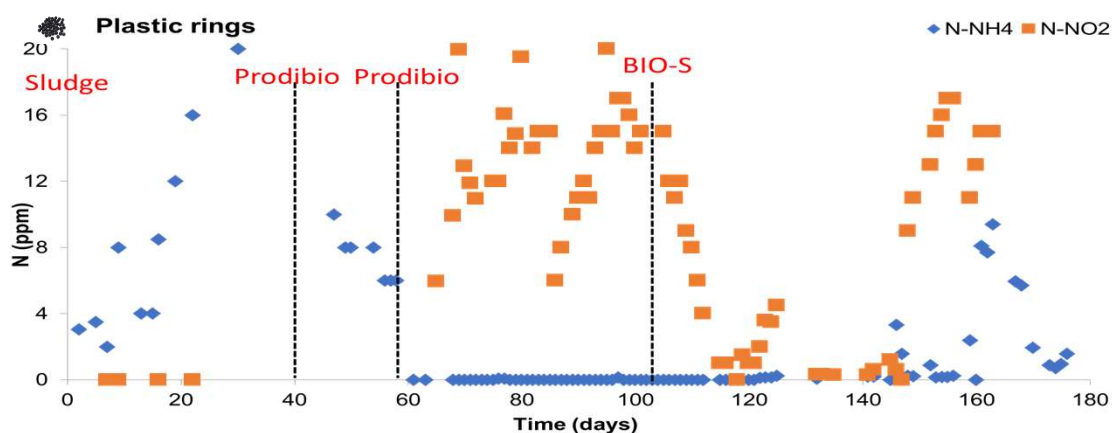 Plastic rings
N-NH4 N-NO2
20
Sludge
Prodibio
Prodibio
BIO-S
16
12
8
4
0
N (ppm)
0 20 40 60 80 100 120 140 160 180
Time (days)